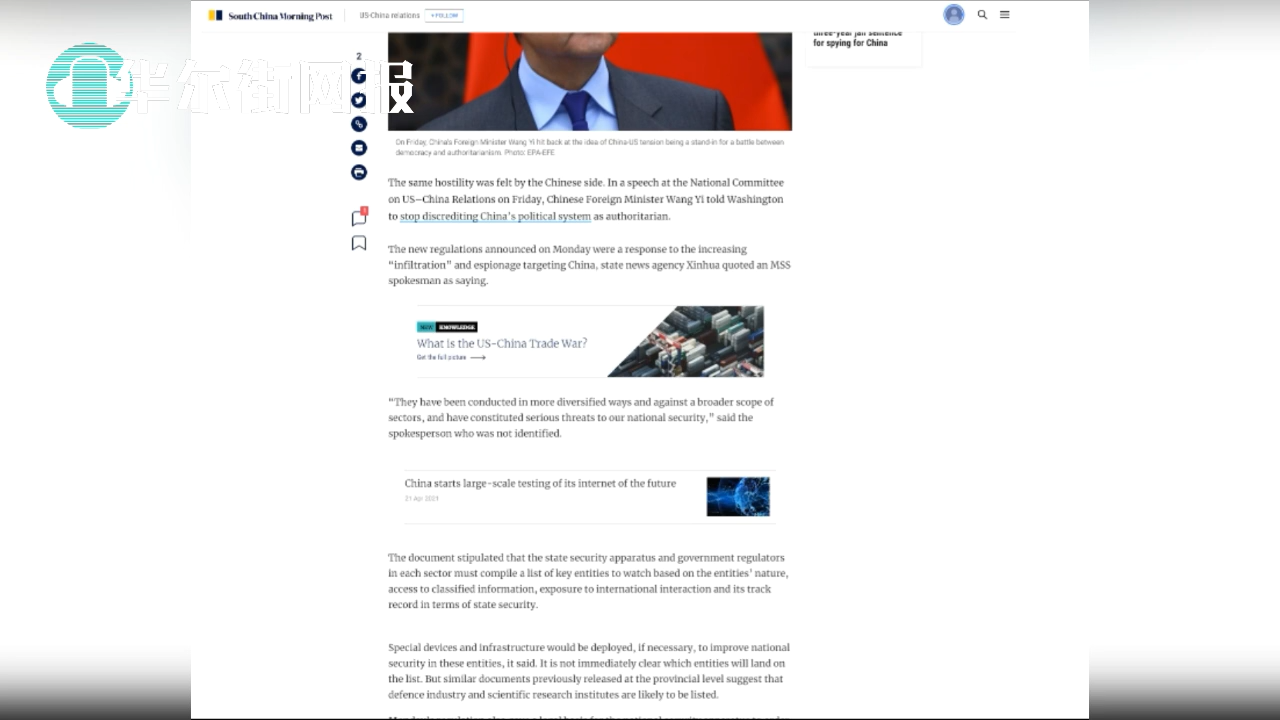 South China Morning Post
US-China relations
+ FOLLOW
three-year jail sentence
for spying for China
华尔街网报
2
On Friday, China's Foreign Minister Wang Yi hit back at the idea of China-US tension being a stand-in for a battle between
democracy and authoritarianism. Photo: EPA-EFE
The same hostility was felt by the Chinese side. In a speech at the National Committee
on US–China Relations on Friday, Chinese Foreign Minister Wang Yi told Washington
to stop discrediting China's political system as authoritarian.
The new regulations announced on Monday were a response to the increasing
“infiltration” and espionage targeting China, state news agency Xinhua quoted an MSS
spokesman as saying.
KNOWLEDGE
What is the US-China Trade War?
Get the full picture
“They have been conducted in more diversified ways and against a broader scope of
sectors, and have constituted serious threats to our national security,” said the
spokesperson who was not identified.
China starts large-scale testing of its internet of the future
21 Apr 2021
The document stipulated that the state security apparatus and government regulators
in each sector must compile a list of key entities to watch based on the entities' nature,
access to classified information, exposure to international interaction and its track
record in terms of state security.
Special devices and infrastructure would be deployed, if necessary, to improve national
security in these entities, it said. It is not immediately clear which entities will land on
the list. But similar documents previously released at the provincial level suggest that
defence industry and scientific research institutes are likely to be listed.